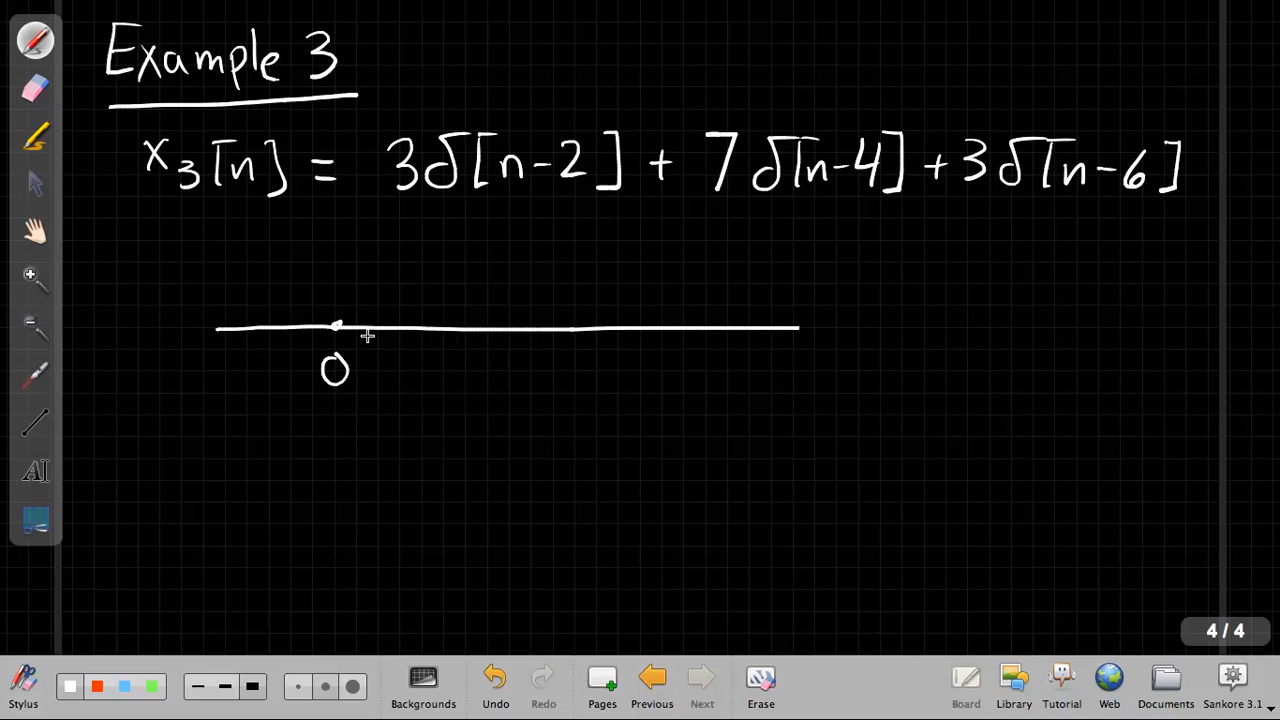 Example 3
x₃[n] = 3δ[n-2] + 7δ[n-4] + 3δ[n-6]
0
4 / 4
Stylus
Backgrounds
Undo
Redo
Pages
Previous
Next
Erase
Board
Library
Tutorial
Web
Documents
Sankore 3.1